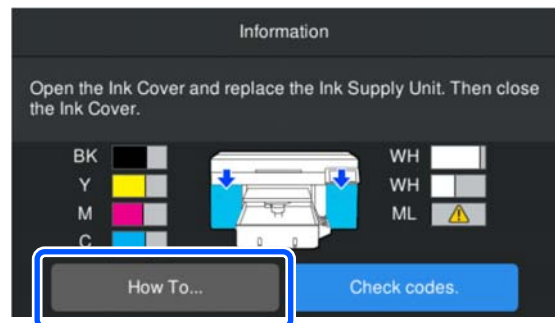 Information
Open the Ink Cover and replace the Ink Supply Unit. Then close
the Ink Cover.
BK WH
Y WH
M ML
C
How To... Check codes.